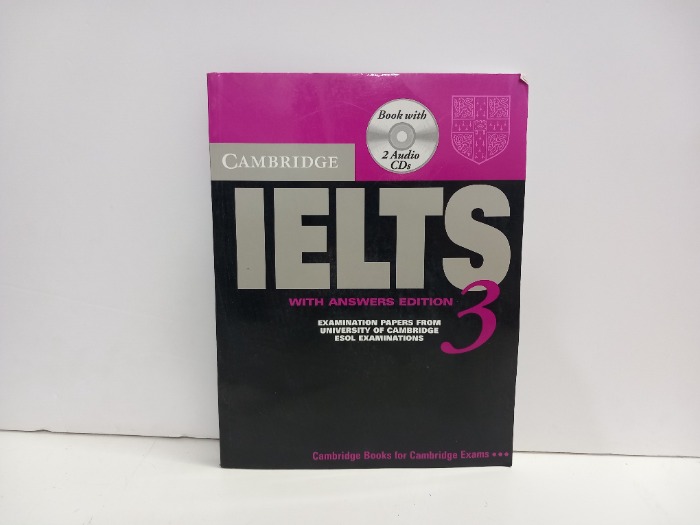 Book with
2 Audio
CDs
CAMBRIDGE
IELTS
3
WITH ANSWERS EDITION
EXAMINATION PAPERS FROM
UNIVERSITY OF CAMBRIDGE
ESOL EXAMINATIONS
Cambridge Books for Cambridge Exams •••